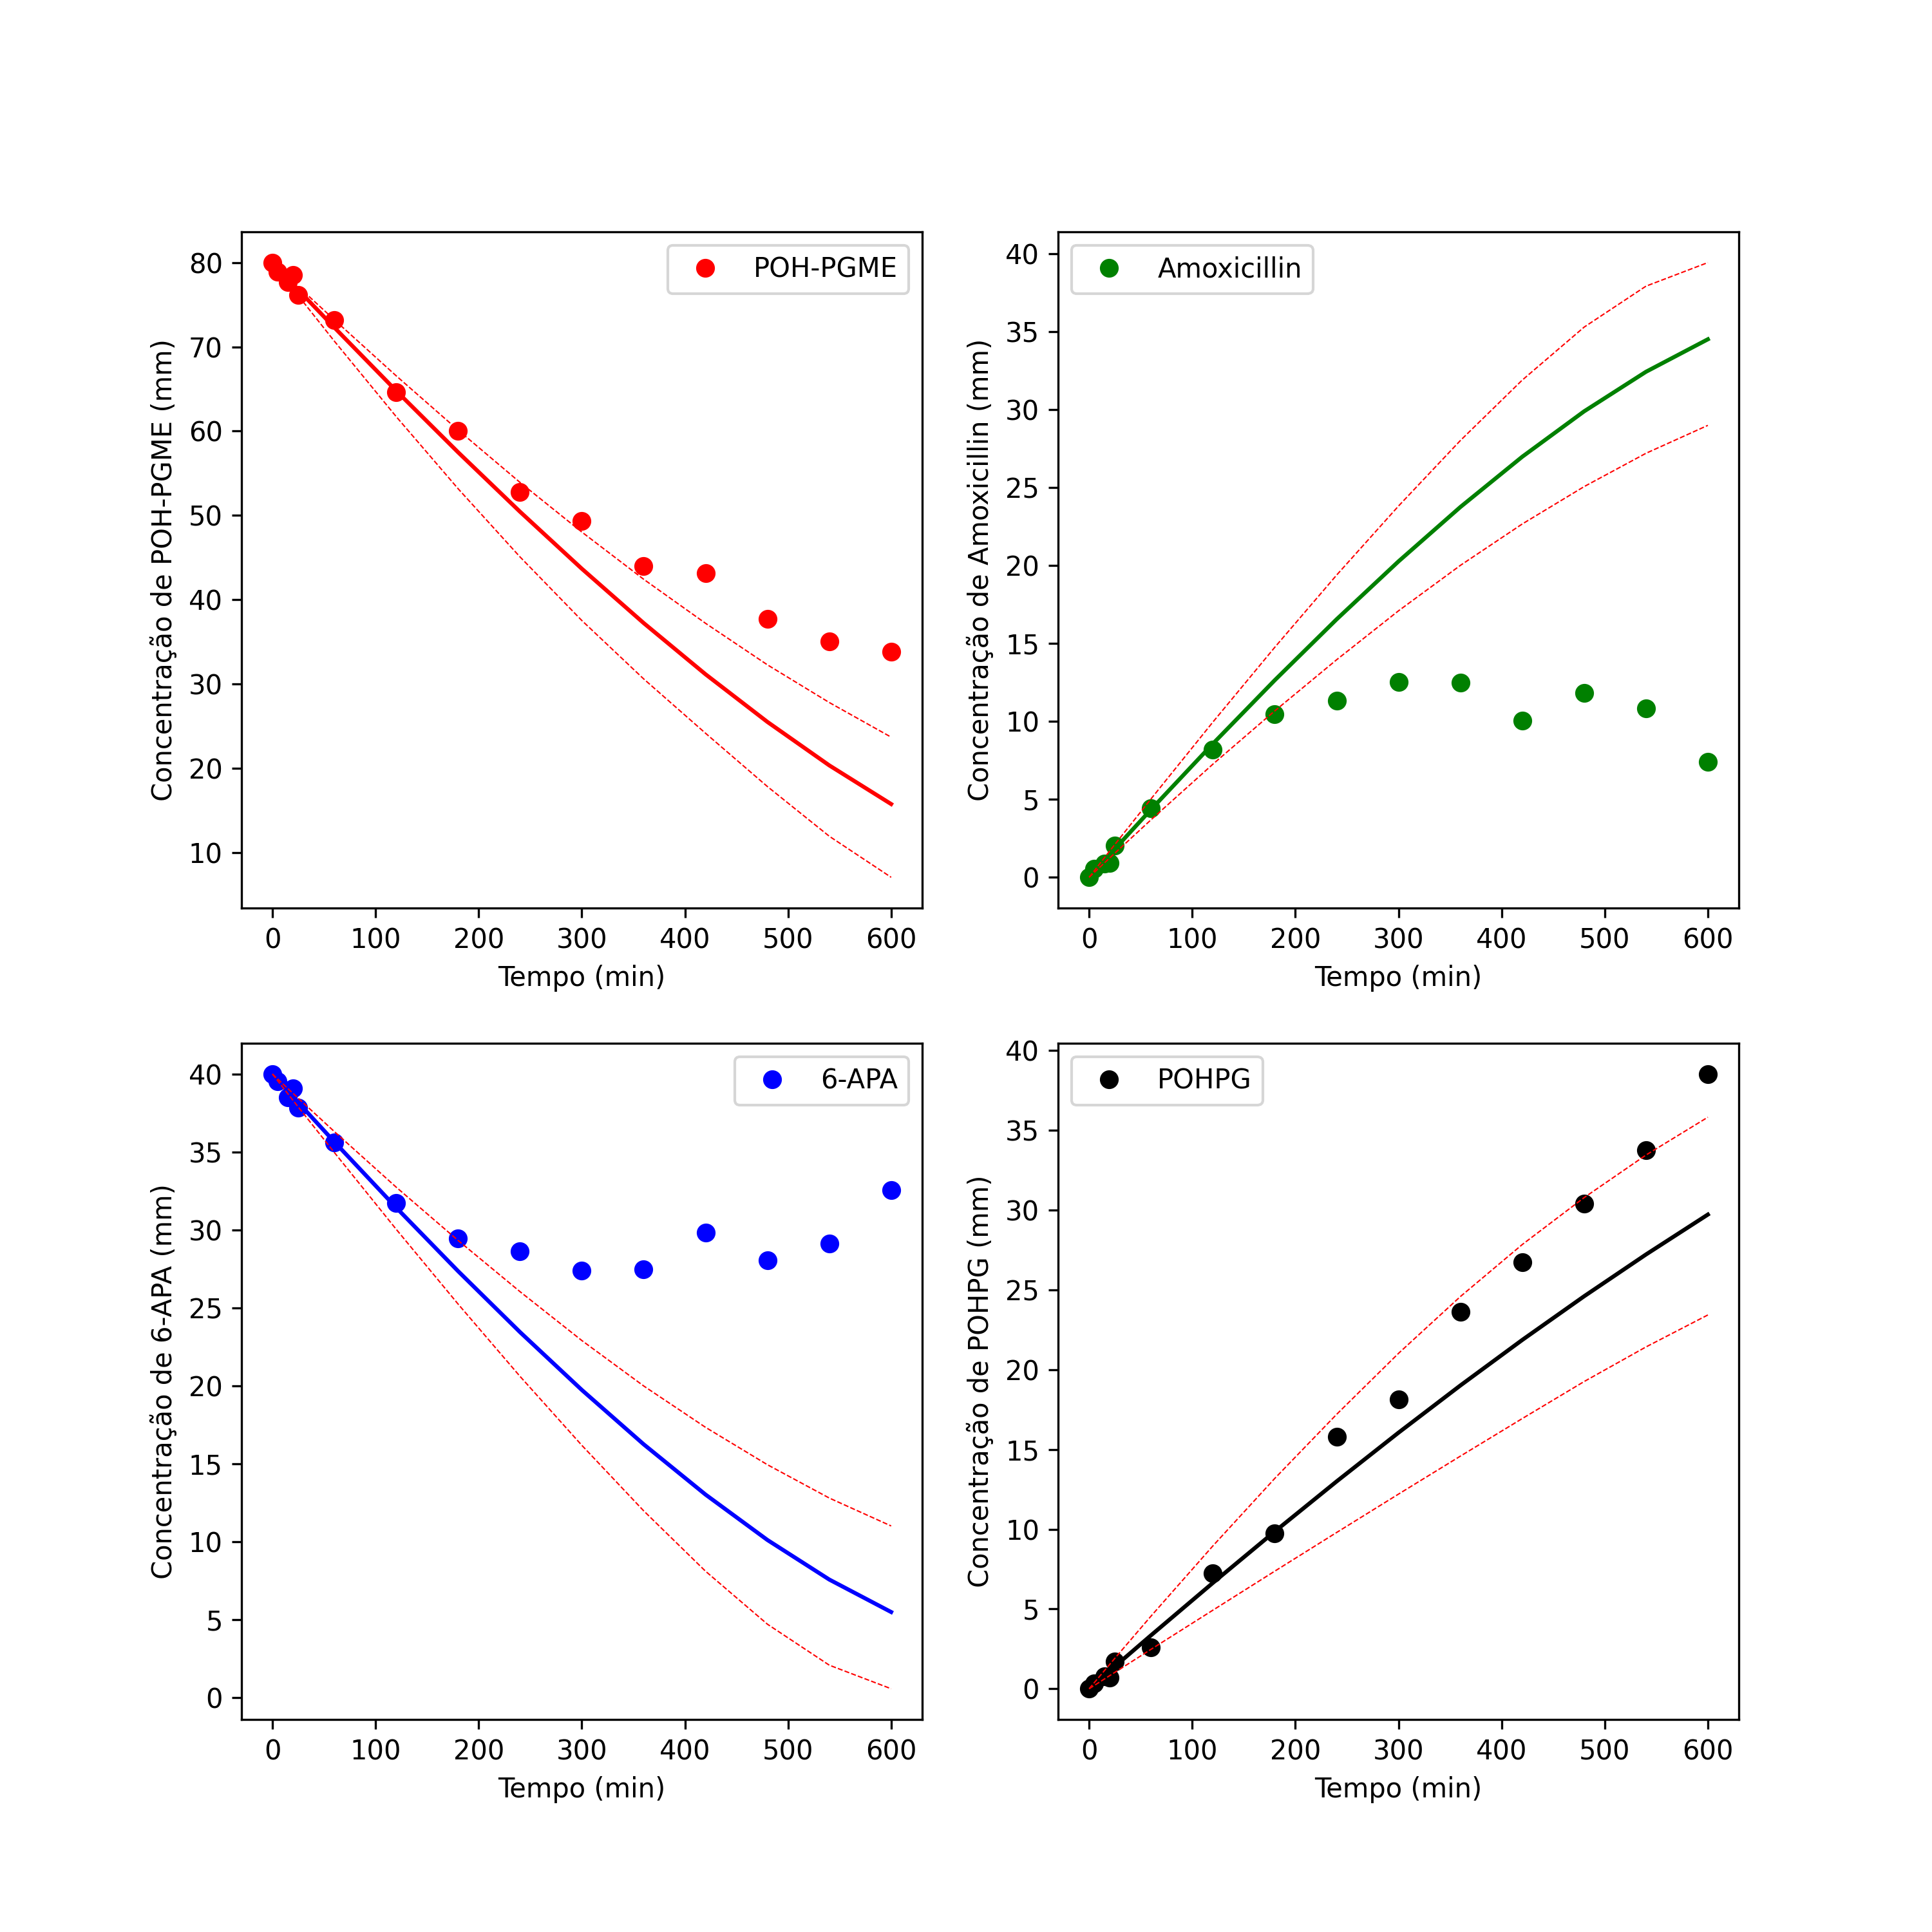 POH-PGME
80
70
60
50
40
30
20
10
Concentração de POH-PGME (mm)
0 100 200 300 400 500 600
Tempo (min)
Amoxicillin
40
35
30
25
20
15
10
5
0
Concentração de Amoxicillin (mm)
0 100 200 300 400 500 600
Tempo (min)
6-APA
40
35
30
25
20
15
10
5
0
Concentração de 6-APA (mm)
0 100 200 300 400 500 600
Tempo (min)
POHPG
40
35
30
25
20
15
10
5
0
Concentração de POHPG (mm)
0 100 200 300 400 500 600
Tempo (min)